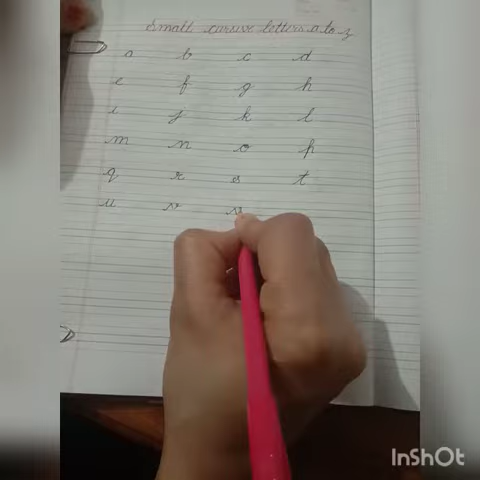 Small cursive letters a to z
a b c d
e f g h
i j k l
m n o p
q r s t
u v
InShOt